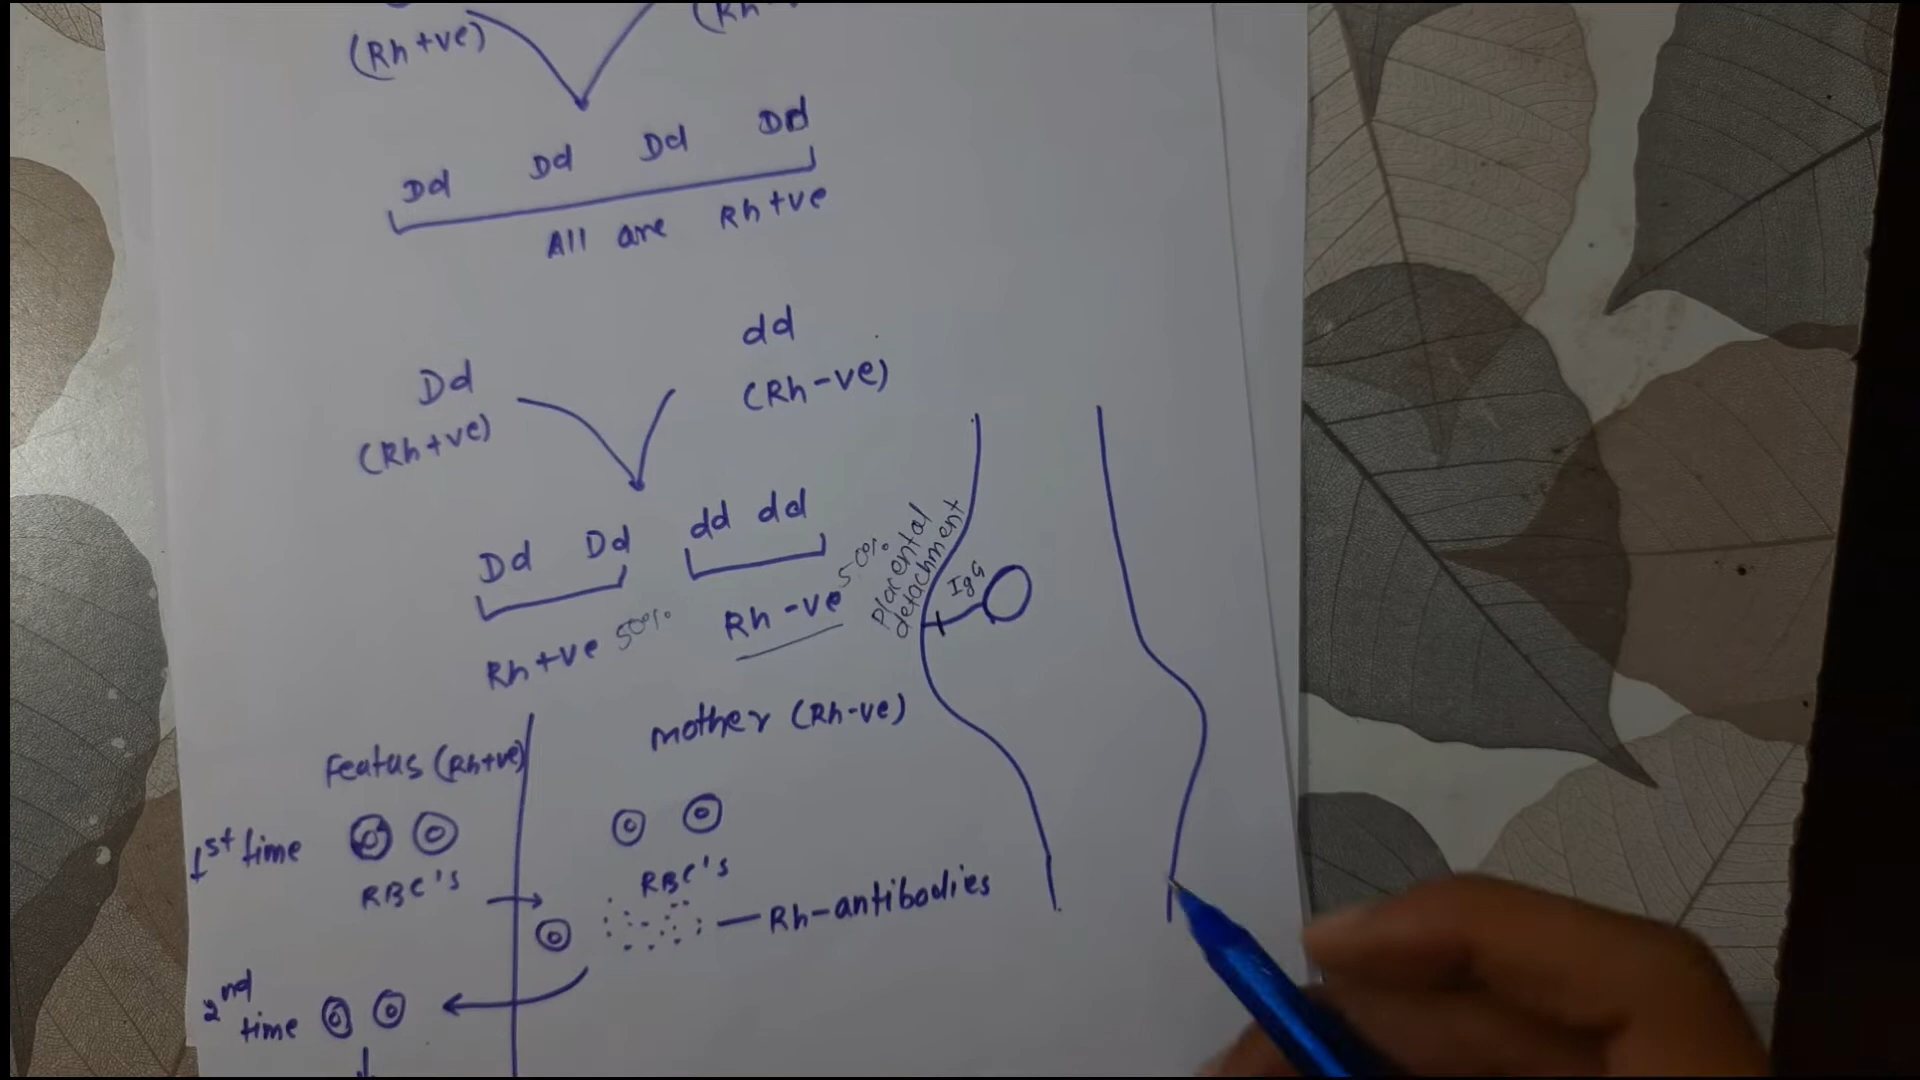 (Rh +ve)
Dd Dd Dd Dd
All are Rh +ve
dd
Dd
(Rh -ve)
(Rh +ve)
Dd Dd dd dd
Rh +ve 50%
Rh -ve 50%
Placental
detachment
IgG
mother (Rh-ve)
Featus (Rh+ve)
1st time
RBC's
RBC's
Rh-antibodies
2nd
time